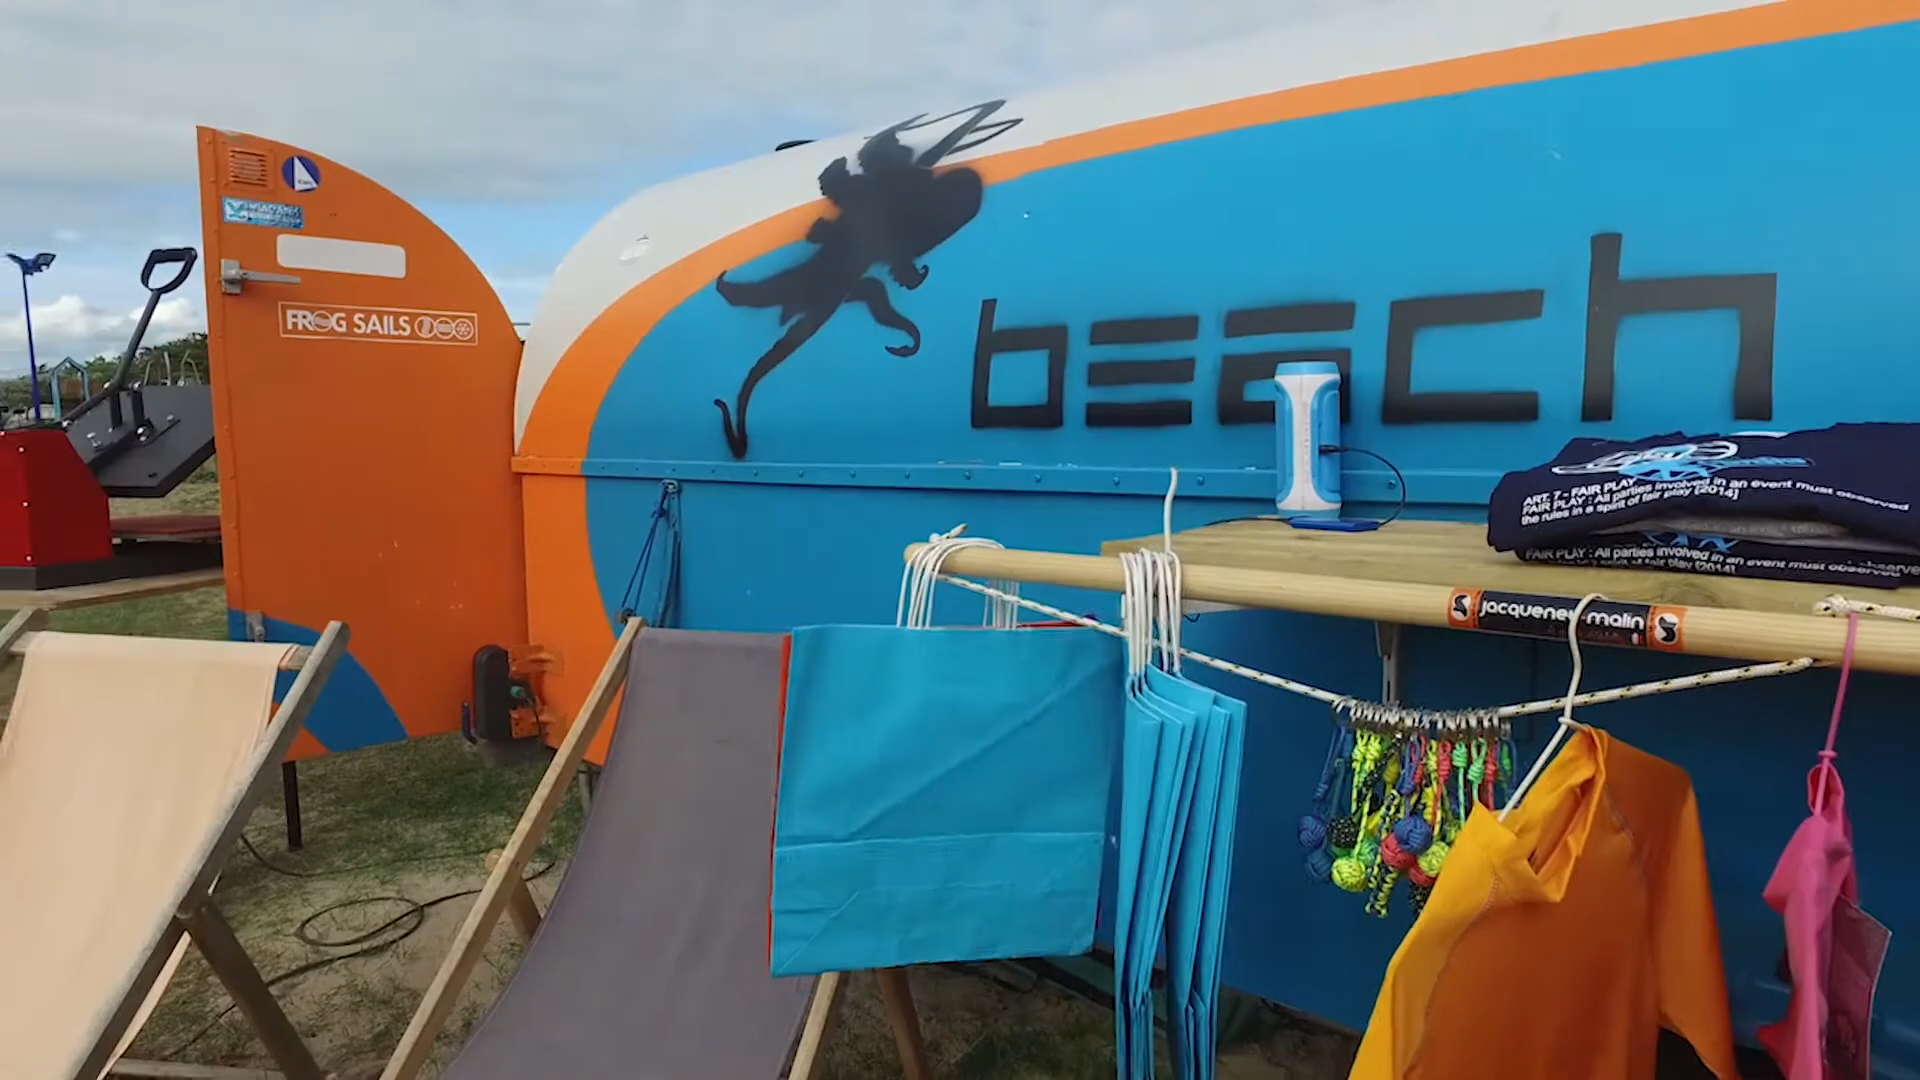 FROG SAILS
beach
ART. 7 - FAIR PLAY
FAIR PLAY : All parties involved in an event must observed
the rules in a spirit of fair play [2014]
FAIR PLAY : All parties involved in an event must observed
jacquenet malin